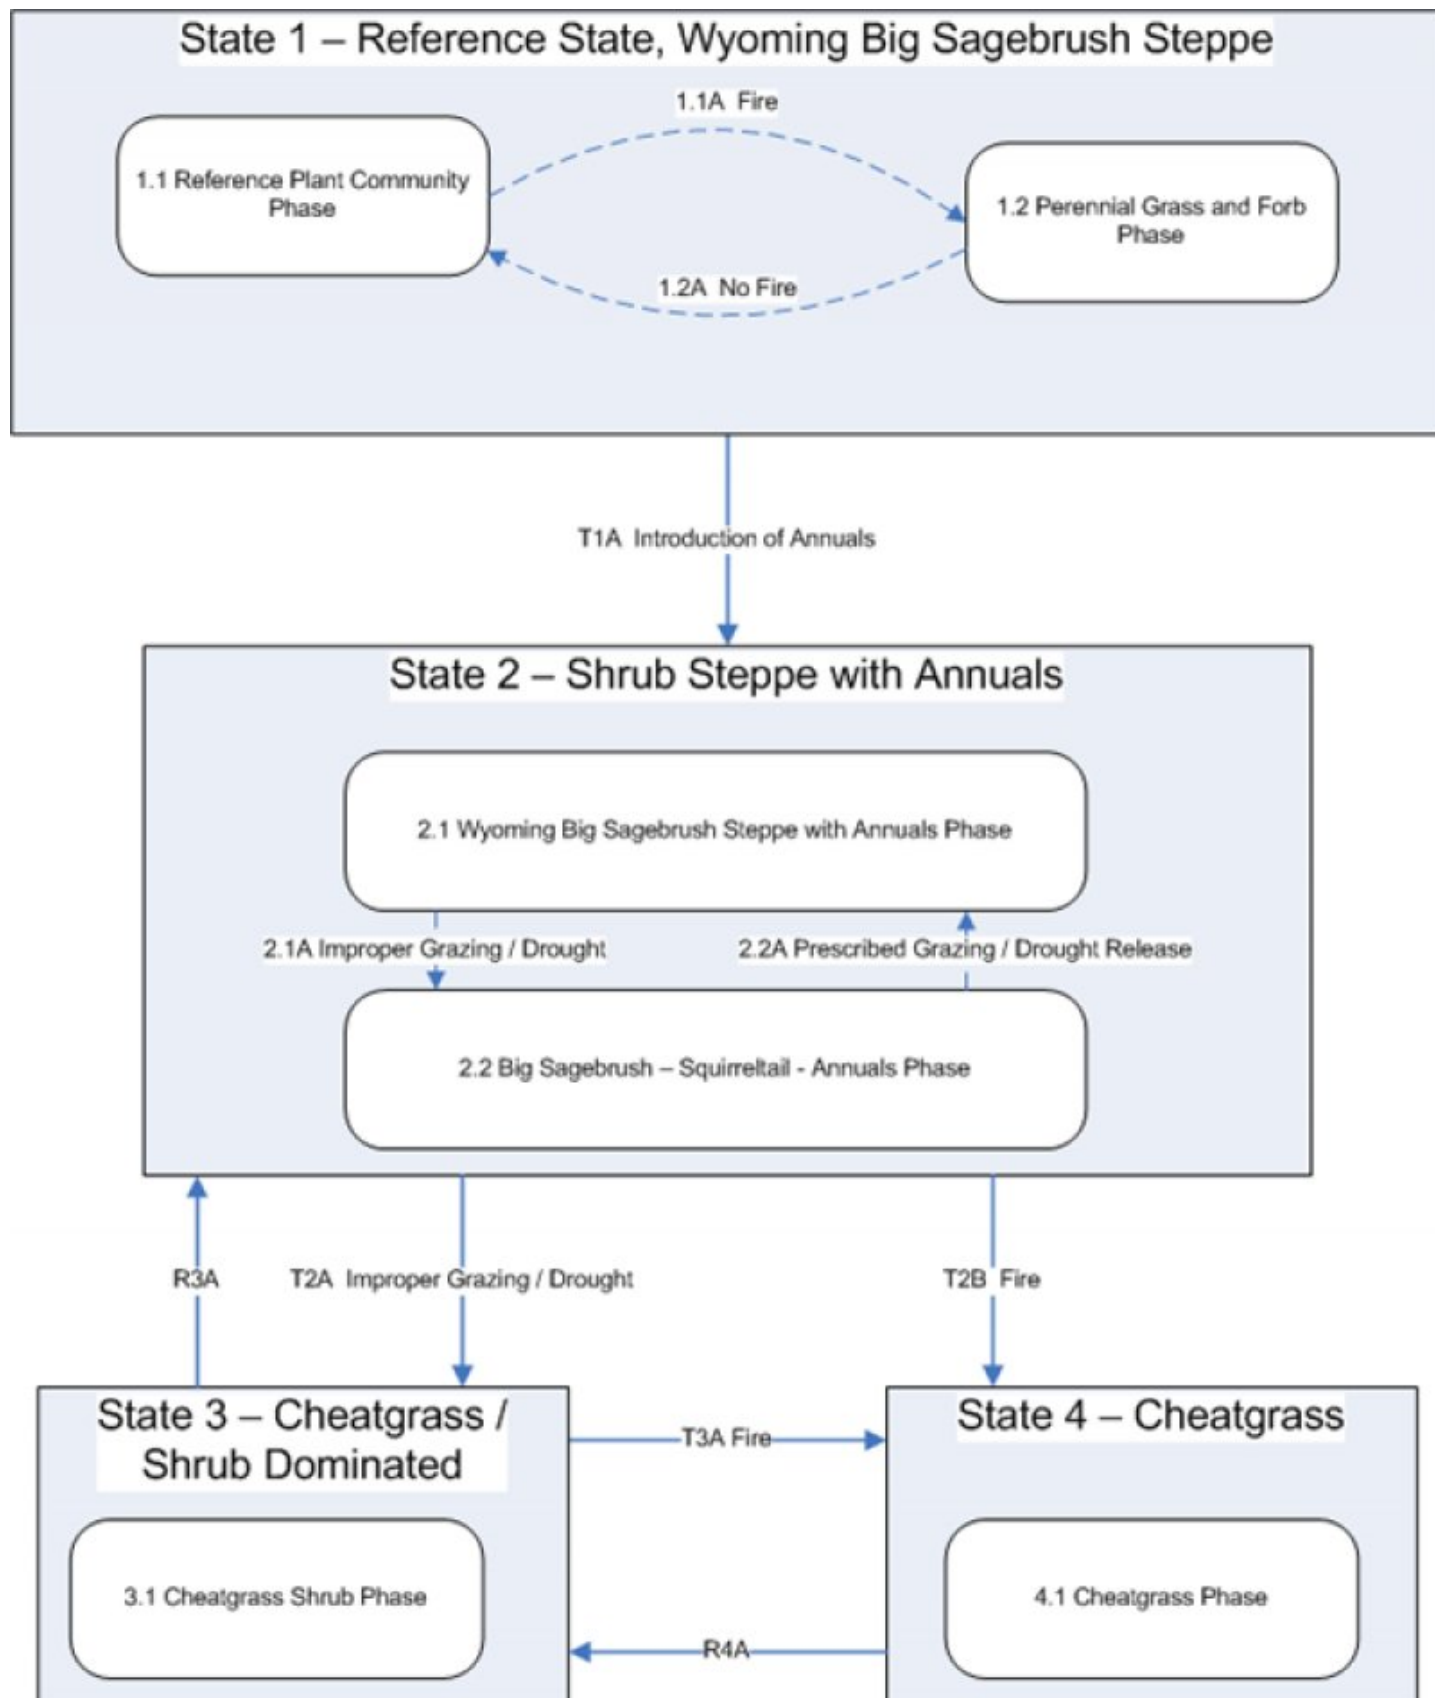 State 1 – Reference State, Wyoming Big Sagebrush Steppe
1.1A  Fire
1.1 Reference Plant Community
Phase
1.2 Perennial Grass and Forb
Phase
1.2A  No Fire
T1A  Introduction of Annuals
State 2 – Shrub Steppe with Annuals
2.1 Wyoming Big Sagebrush Steppe with Annuals Phase
2.1A Improper Grazing / Drought
2.2A Prescribed Grazing / Drought Release
2.2 Big Sagebrush – Squirreltail - Annuals Phase
R3A
T2A  Improper Grazing / Drought
T2B  Fire
State 3 – Cheatgrass /
Shrub Dominated
T3A Fire
State 4 – Cheatgrass
3.1 Cheatgrass Shrub Phase
4.1 Cheatgrass Phase
R4A